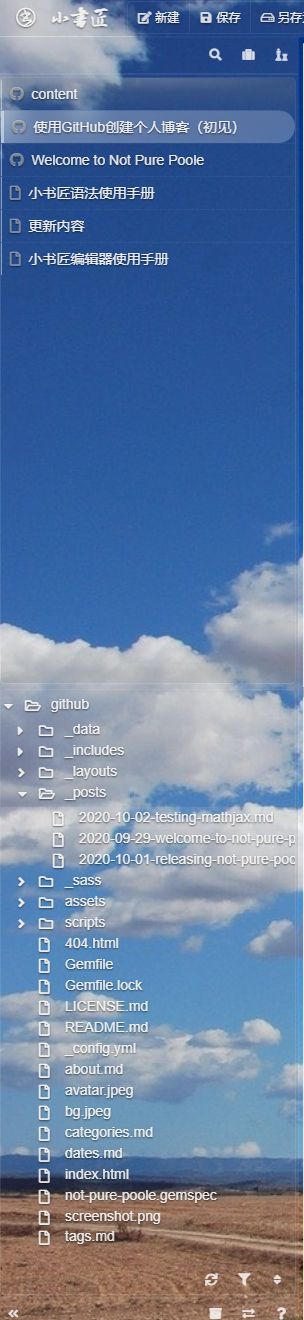 小書匠 新建 保存 另存
content
使用GitHub创建个人博客（初见）
Welcome to Not Pure Poole
小书匠语法使用手册
更新内容
小书匠编辑器使用手册
github
_data
_includes
_layouts
_posts
2020-10-02-testing-mathjax.md
2020-09-29-welcome-to-not-pure-p
2020-10-01-releasing-not-pure-poo
_sass
assets
scripts
404.html
Gemfile
Gemfile.lock
LICENSE.md
README.md
_config.yml
about.md
avatar.jpeg
bg.jpeg
categories.md
dates.md
index.html
not-pure-poole.gemspec
screenshot.png
tags.md